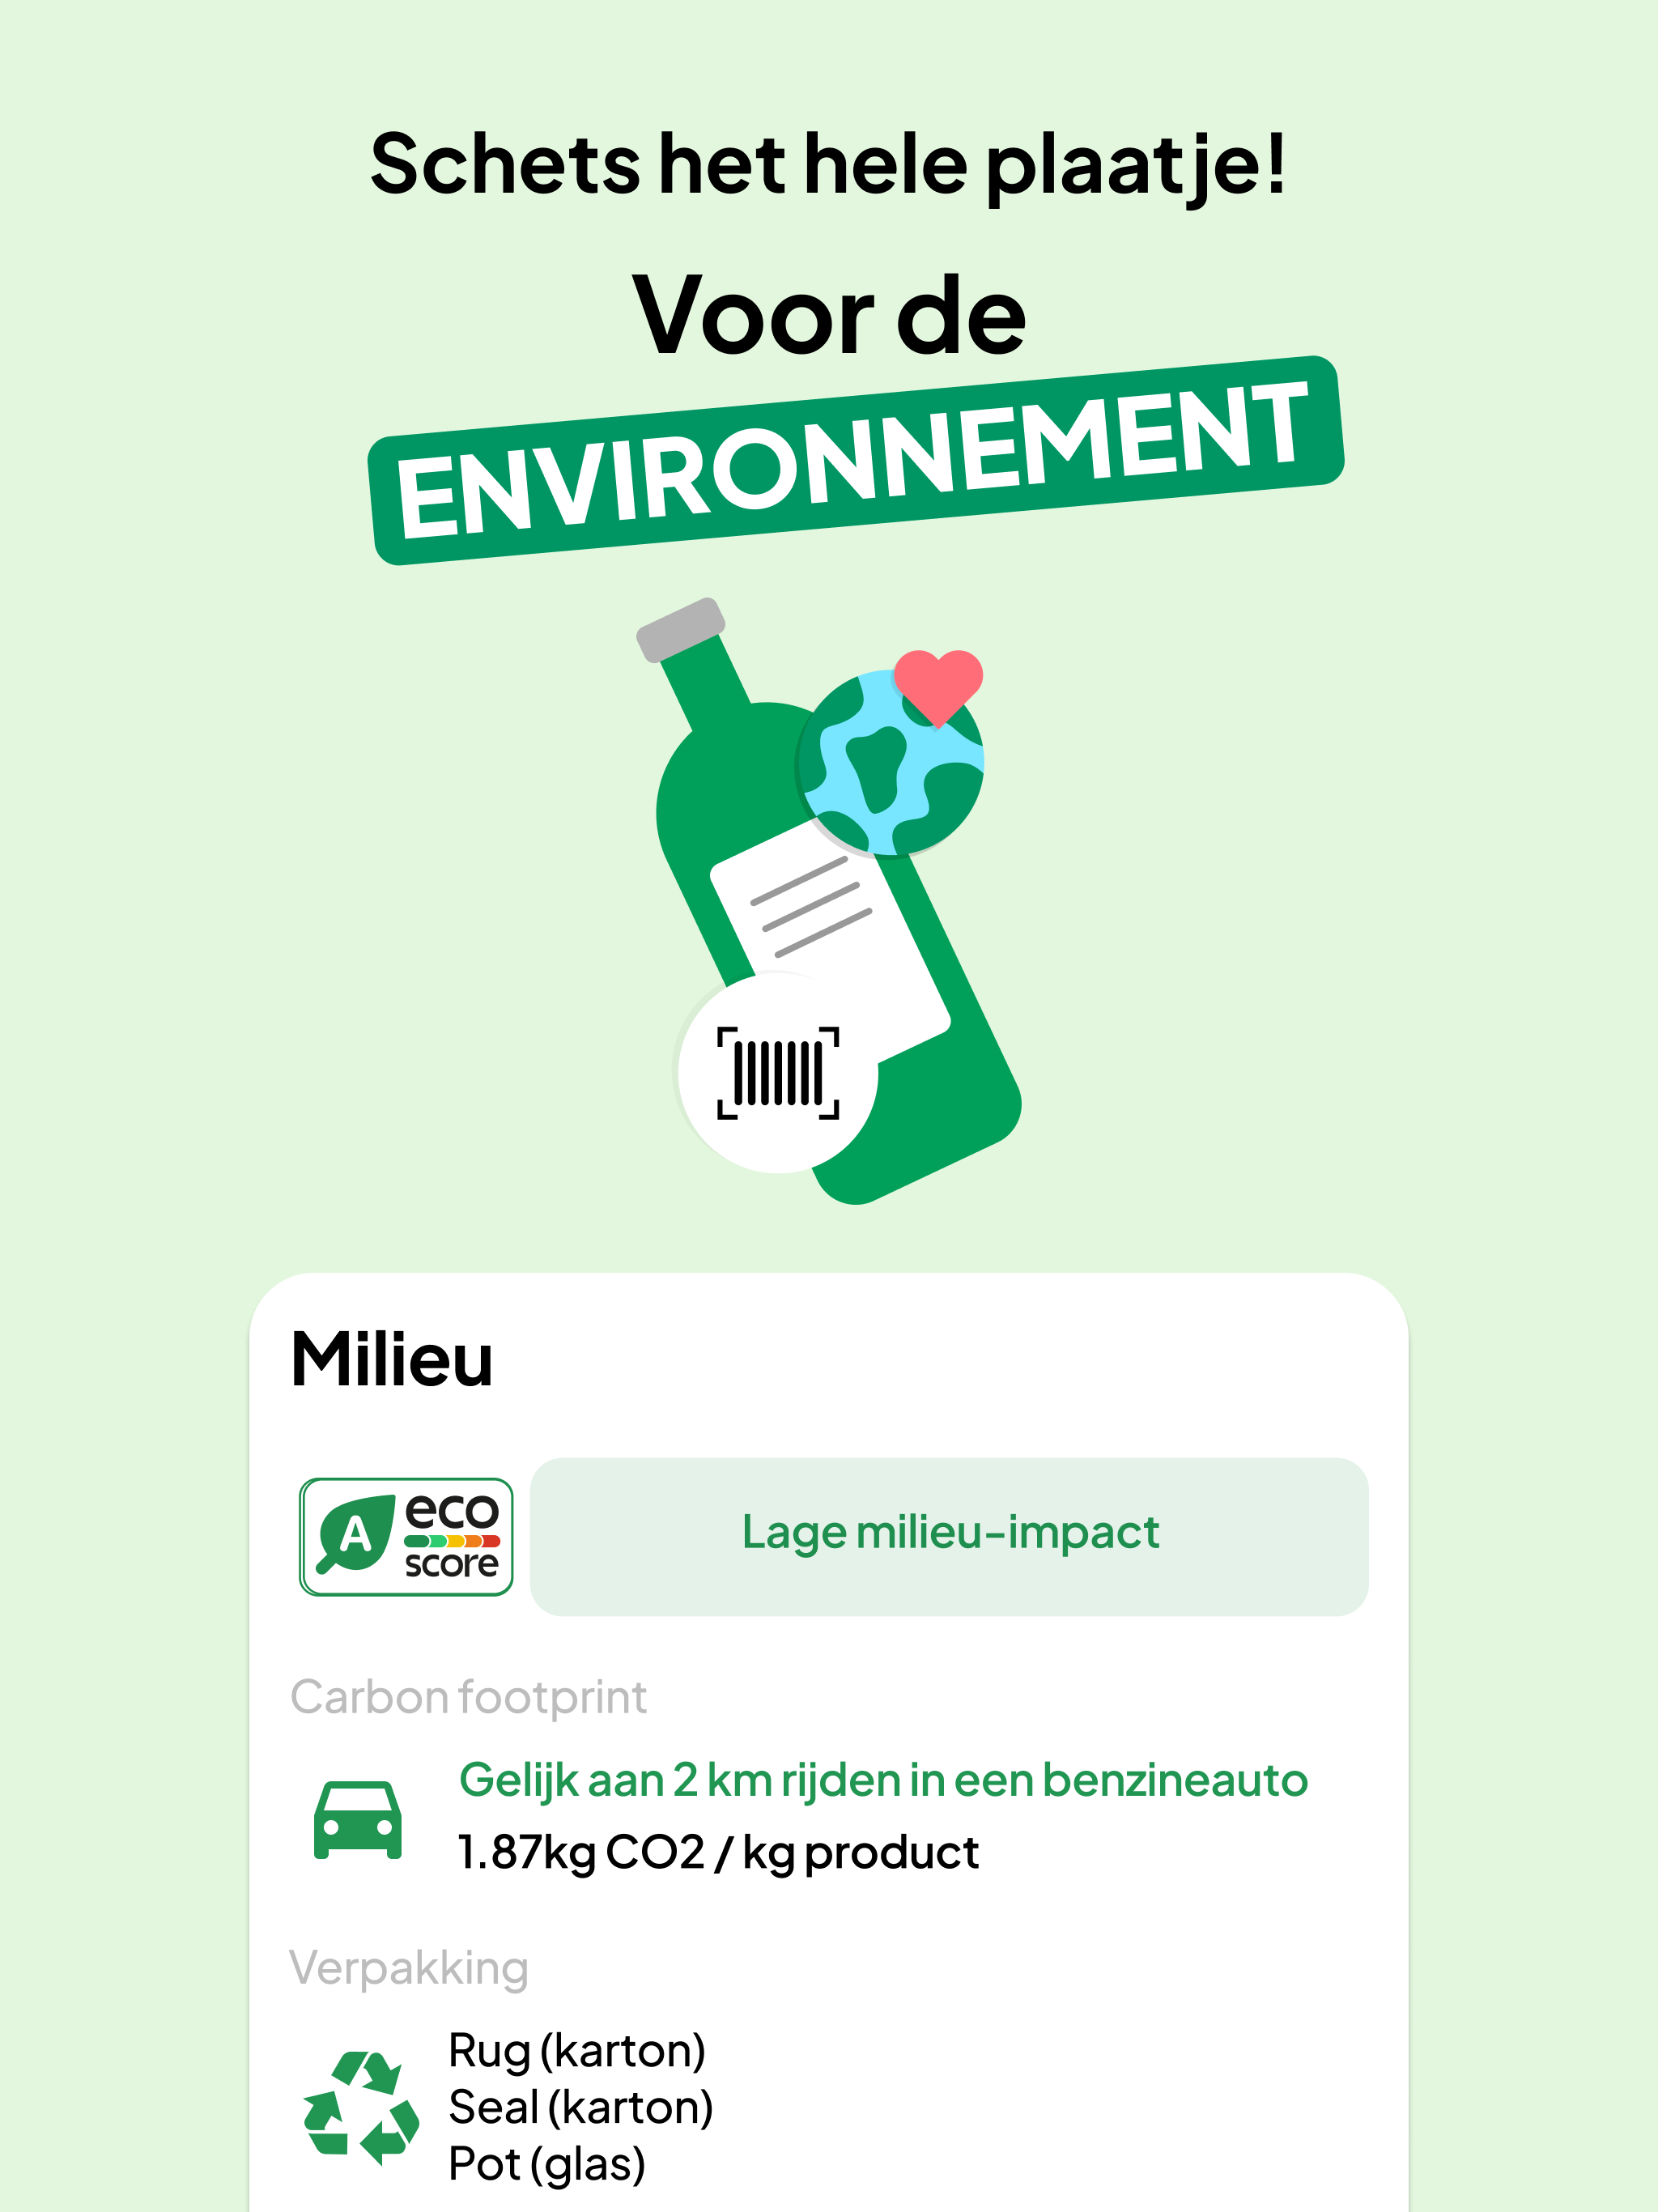 Schets het hele plaatje!
Voor de
ENVIRONNEMENT
Milieu
A
eco
score
Lage milieu-impact
Carbon footprint
Gelijk aan 2 km rijden in een benzineauto
1.87kg CO2 / kg product
Verpakking
Rug (karton)
Seal (karton)
Pot (glas)